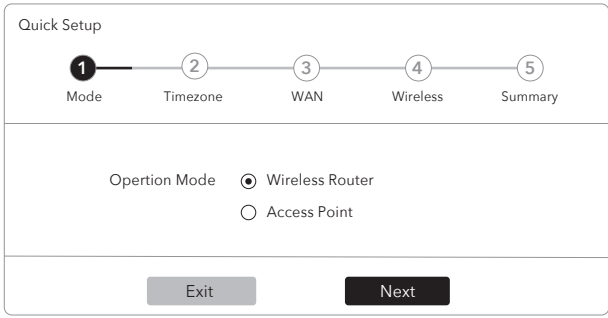 Quick Setup
1 2 3 4 5
Mode Timezone WAN Wireless Summary
Opertion Mode Wireless Router
Access Point
Exit Next